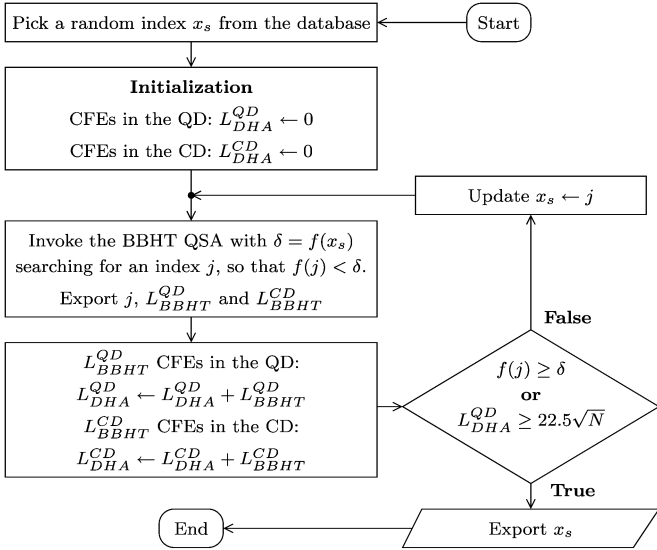 Start
Pick a random index $x_s$ from the database
Initialization
CFEs in the QD: $L_{DHA}^{QD} \leftarrow 0$
CFEs in the CD: $L_{DHA}^{CD} \leftarrow 0$
Update $x_s \leftarrow j$
Invoke the BBHT QSA with $\delta = f(x_s)$
searching for an index $j$, so that $f(j) < \delta$.
Export $j$, $L_{BBHT}^{QD}$ and $L_{BBHT}^{CD}$
$L_{BBHT}^{QD}$ CFEs in the QD:
$L_{DHA}^{QD} \leftarrow L_{DHA}^{QD} + L_{BBHT}^{QD}$
$L_{BBHT}^{CD}$ CFEs in the CD:
$L_{DHA}^{CD} \leftarrow L_{DHA}^{CD} + L_{BBHT}^{CD}$
False
$f(j) \geq \delta$
or
$L_{DHA}^{QD} \geq 22.5\sqrt{N}$
True
Export $x_s$
End